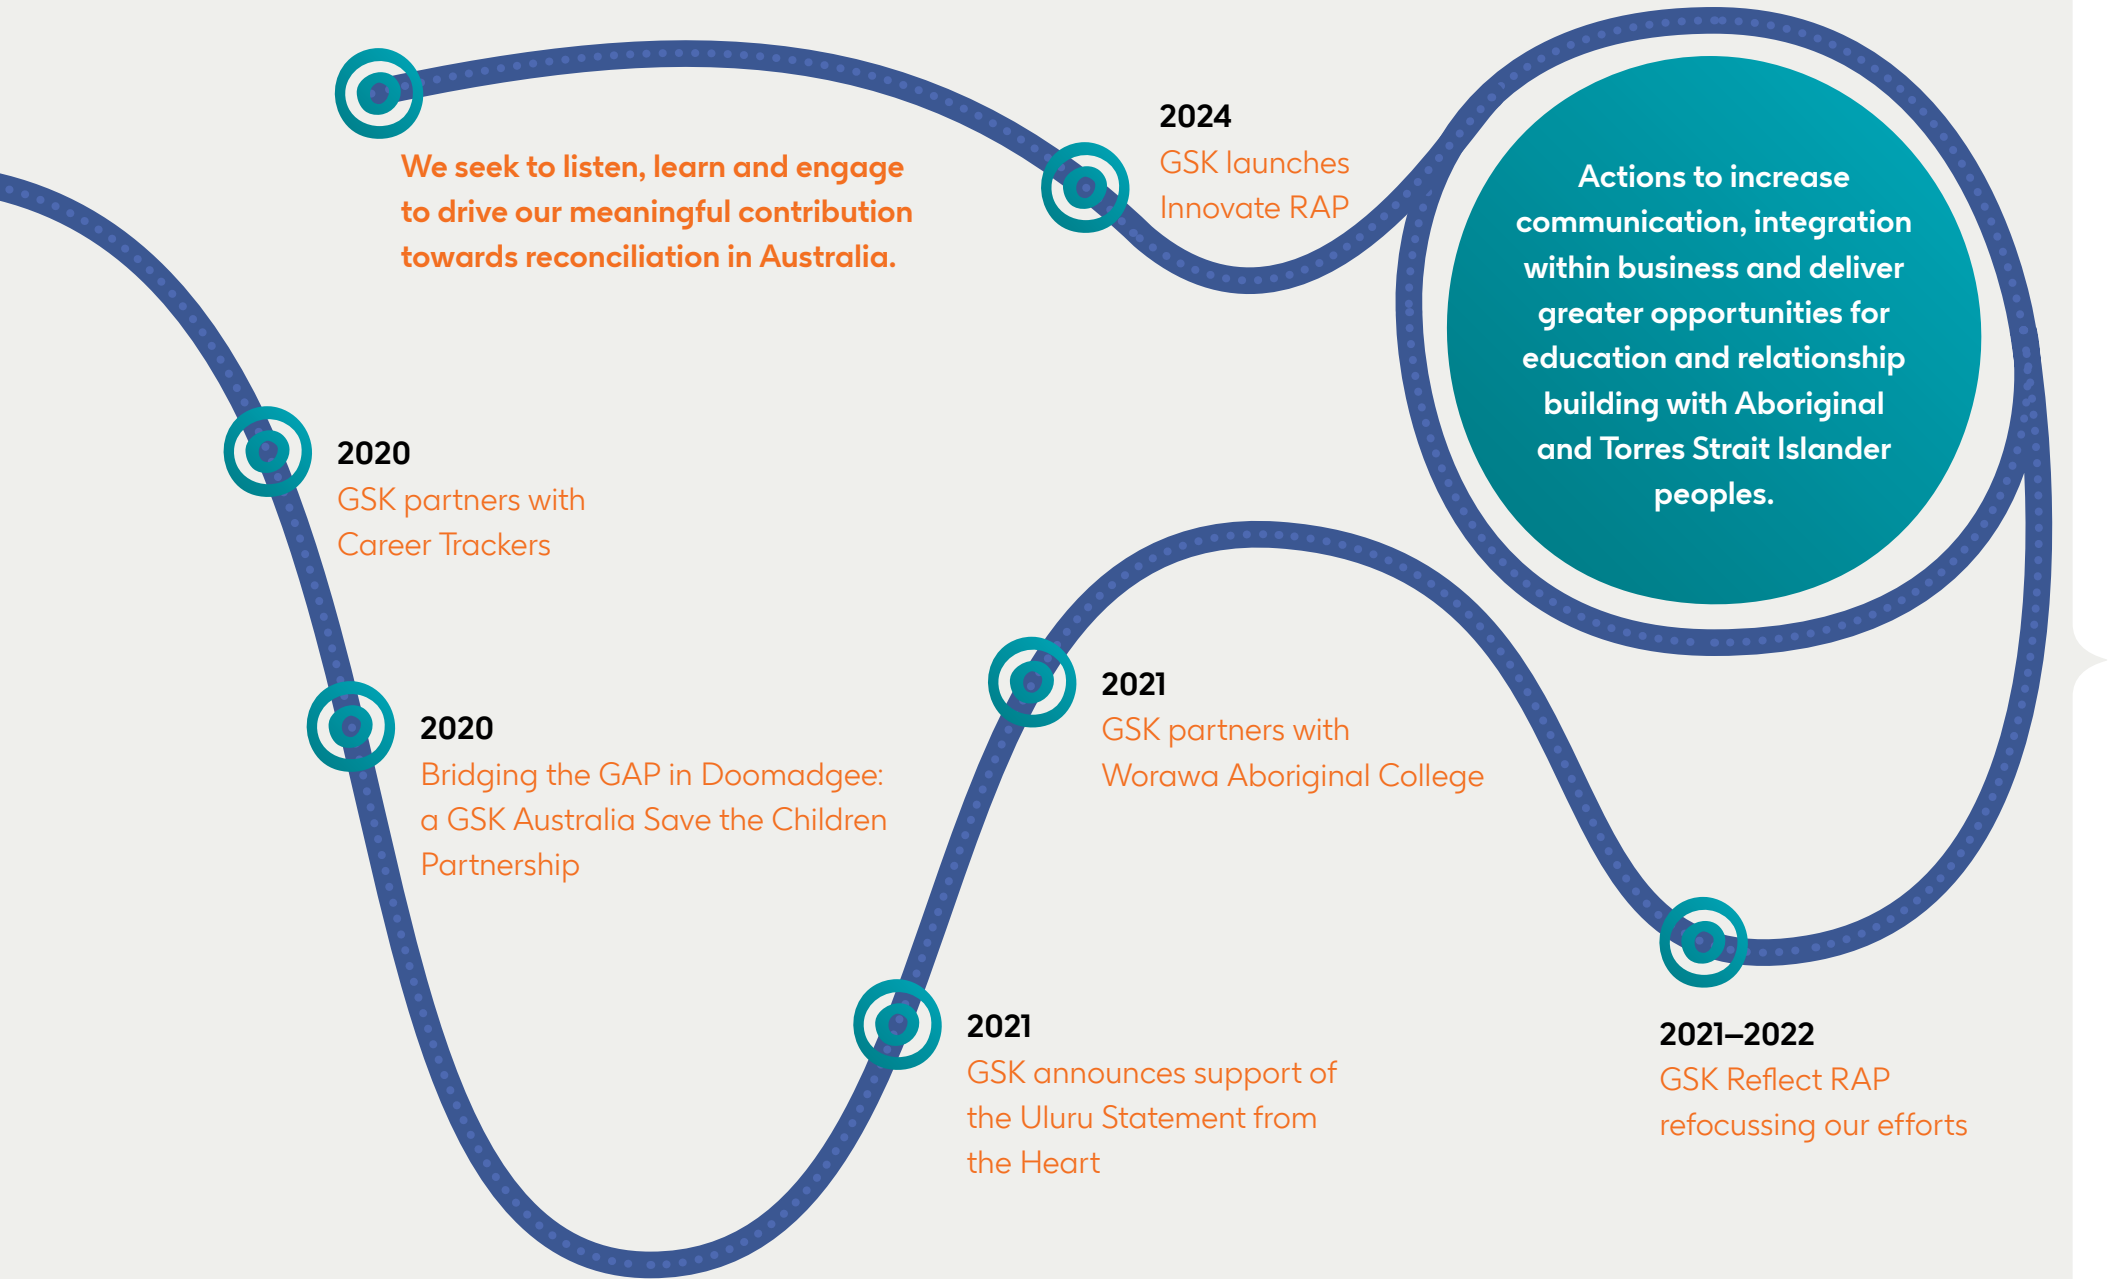 2020
GSK partners with
Career Trackers
2020
Bridging the GAP in Doomadgee:
a GSK Australia Save the Children
Partnership
2021
GSK announces support of
the Uluru Statement from
the Heart
2021
GSK partners with
Worawa Aboriginal College
2021–2022
GSK Reflect RAP
refocussing our efforts
Actions to increase
communication, integration
within business and deliver
greater opportunities for
education and relationship
building with Aboriginal
and Torres Strait Islander
peoples.
2024
GSK launches
Innovate RAP
We seek to listen, learn and engage
to drive our meaningful contribution
towards reconciliation in Australia.